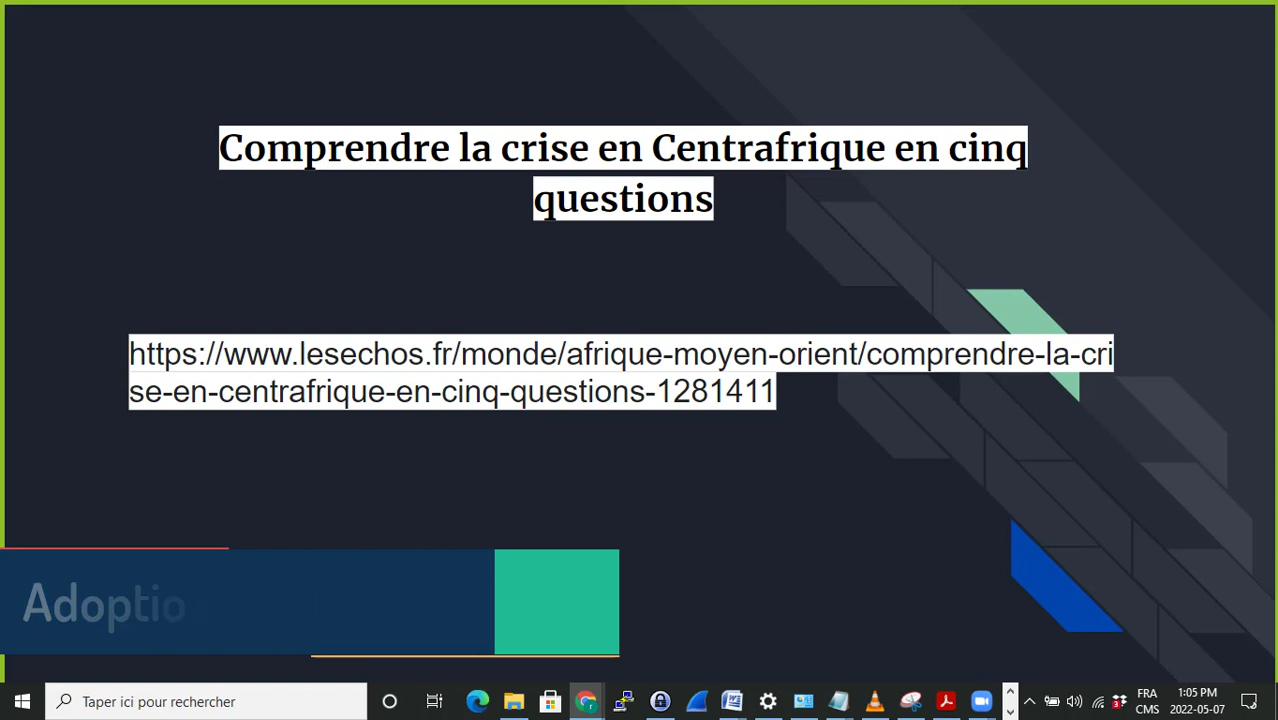 Comprendre la crise en Centrafrique en cinq
questions
https://www.lesechos.fr/monde/afrique-moyen-orient/comprendre-la-cri
se-en-centrafrique-en-cinq-questions-1281411
Adoptio
Taper ici pour rechercher
FRA
CMS
1:05 PM
2022-05-07